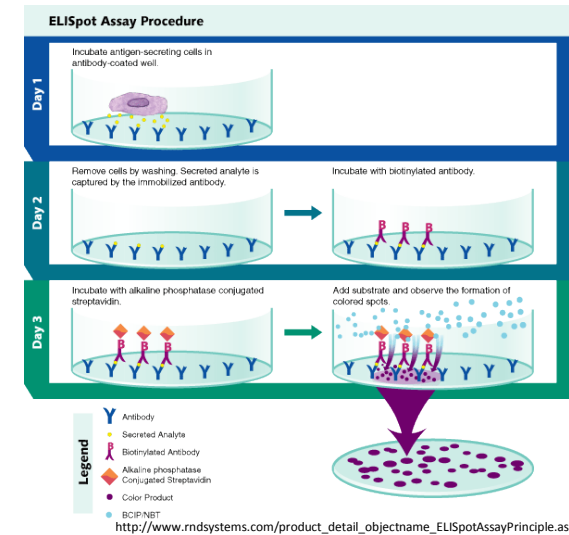 ELISpot Assay Procedure
Day 1
Incubate antigen-secreting cells in
antibody-coated well.
Day 2
Remove cells by washing. Secreted analyte is
captured by the immobilized antibody.
Incubate with biotinylated antibody.
B B B
Day 3
Incubate with alkaline phosphatase conjugated
streptavidin.
B B B
Add substrate and observe the formation of
colored spots.
B B B
Legend
Antibody
Secreted Analyte
B
Biotinylated Antibody
Alkaline phosphatase
Conjugated Streptavidin
Color Product
BCIP/NBT
http://www.rndsystems.com/product_detail_objectname_ELISpotAssayPrinciple.as